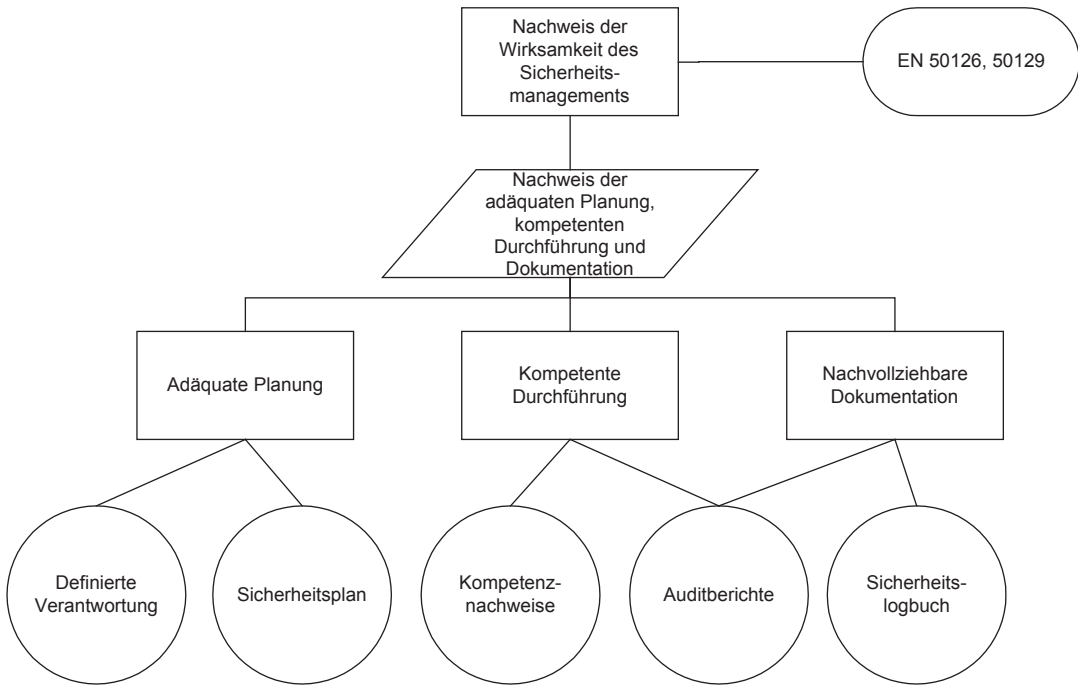 Nachweis der
Wirksamkeit des
Sicherheits-
managements
EN 50126, 50129
Nachweis der
adäquaten Planung,
kompetenten
Durchführung und
Dokumentation
Adäquate Planung
Kompetente
Durchführung
Nachvollziehbare
Dokumentation
Definierte
Verantwortung
Sicherheitsplan
Kompetenz-
nachweise
Auditberichte
Sicherheits-
logbuch